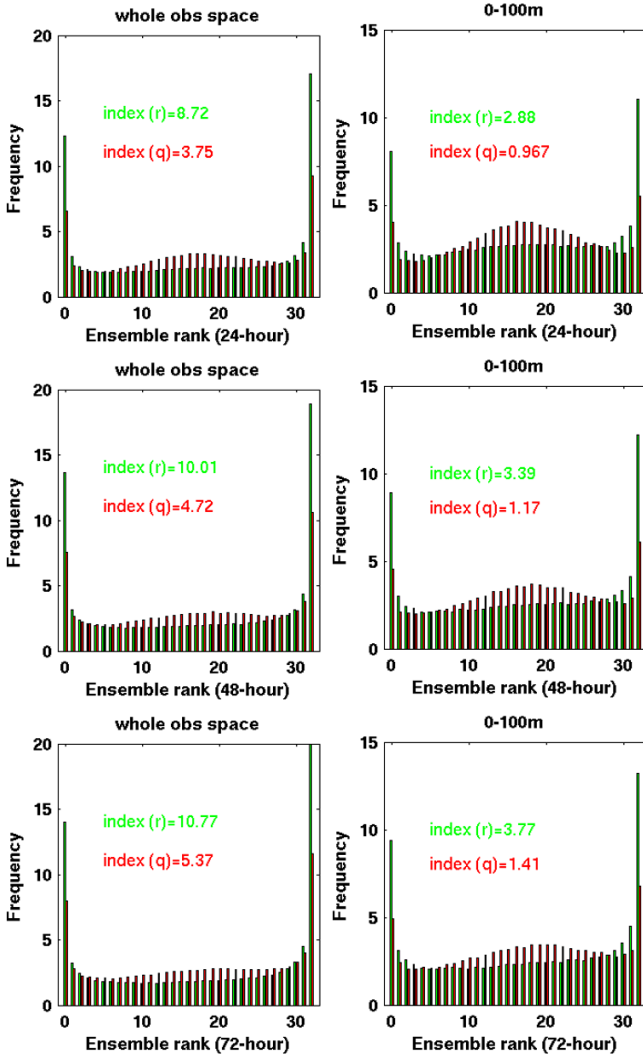 whole obs space
20
15
10
5
0
Frequency
index (r)=8.72
index (q)=3.75
0 10 20 30
Ensemble rank (24-hour)
0-100m
15
10
5
0
Frequency
index (r)=2.88
index (q)=0.967
0 10 20 30
Ensemble rank (24-hour)
whole obs space
20
15
10
5
0
Frequency
index (r)=10.01
index (q)=4.72
0 10 20 30
Ensemble rank (48-hour)
0-100m
15
10
5
0
Frequency
index (r)=3.39
index (q)=1.17
0 10 20 30
Ensemble rank (48-hour)
whole obs space
20
15
10
5
0
Frequency
index (r)=10.77
index (q)=5.37
0 10 20 30
Ensemble rank (72-hour)
0-100m
15
10
5
0
Frequency
index (r)=3.77
index (q)=1.41
0 10 20 30
Ensemble rank (72-hour)